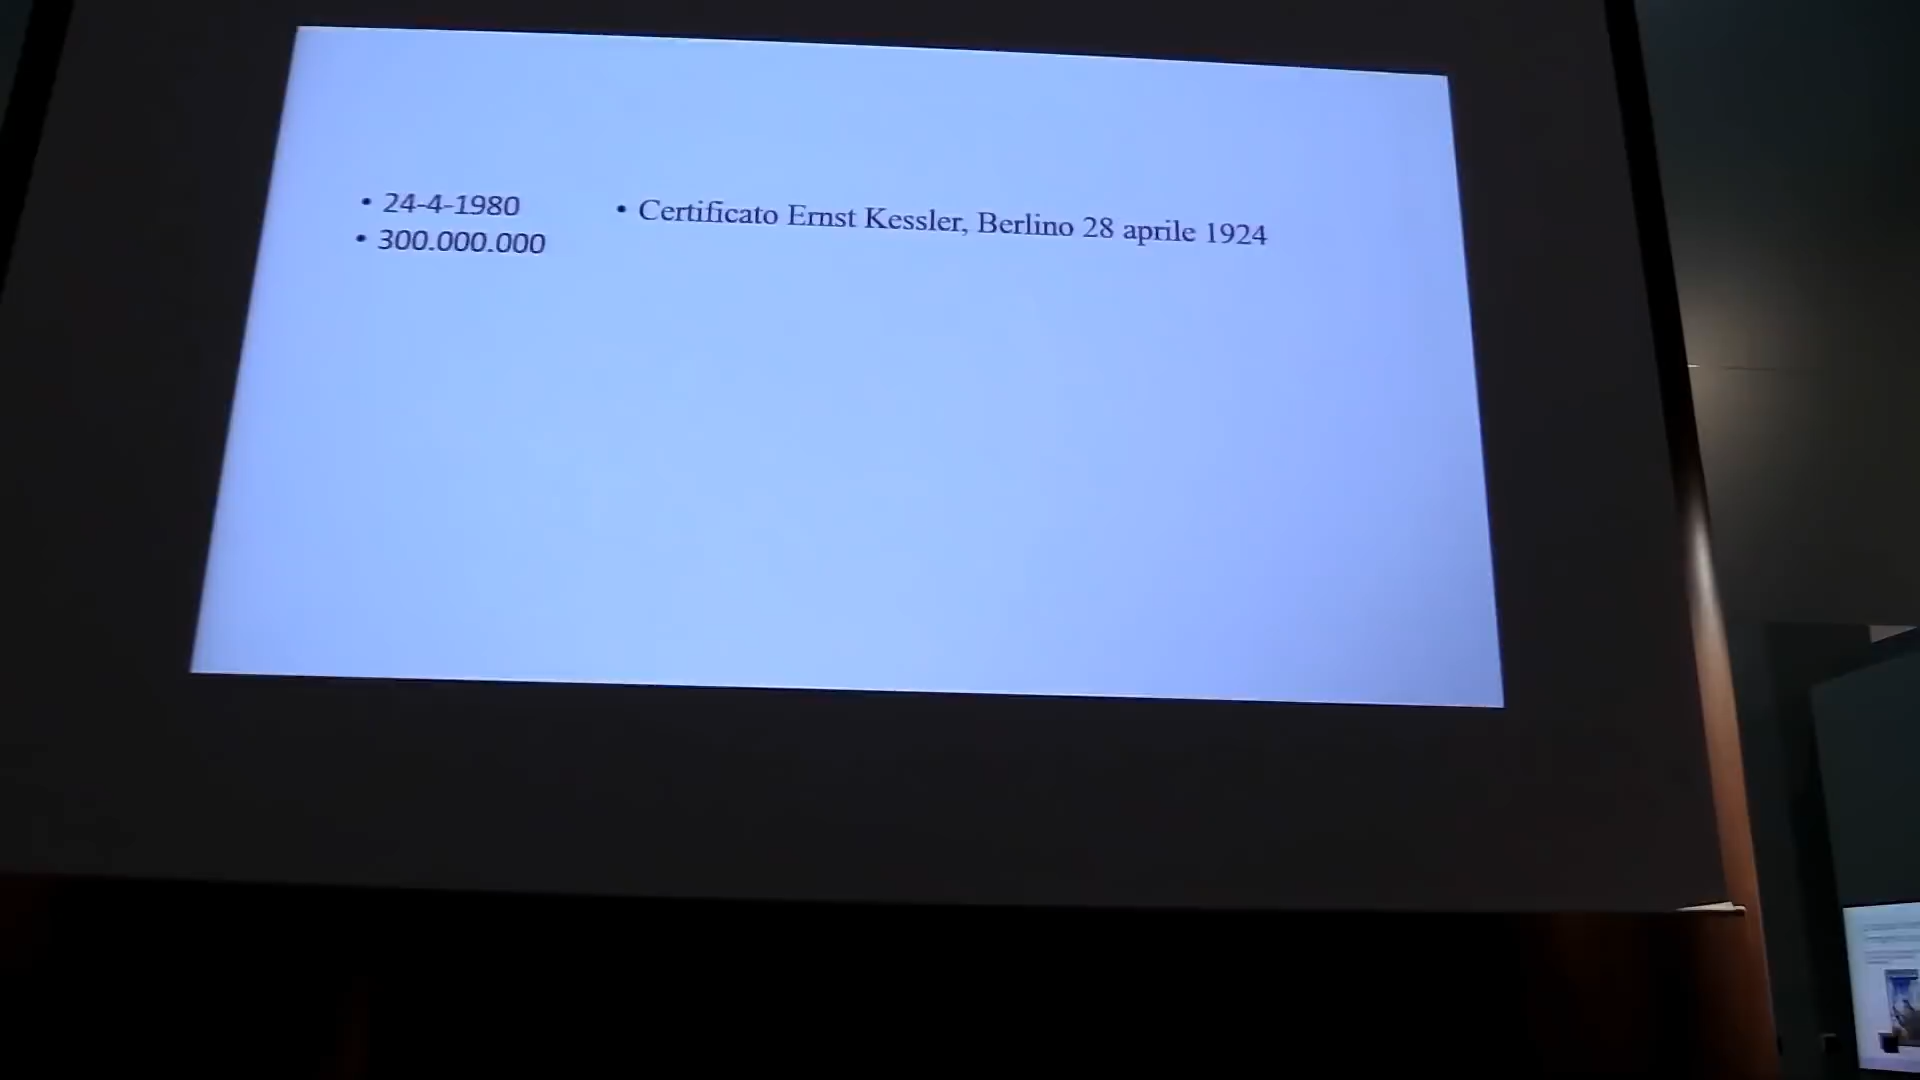 • 24-4-1980
• 300.000.000
• Certificato Ernst Kessler, Berlino 28 aprile 1924